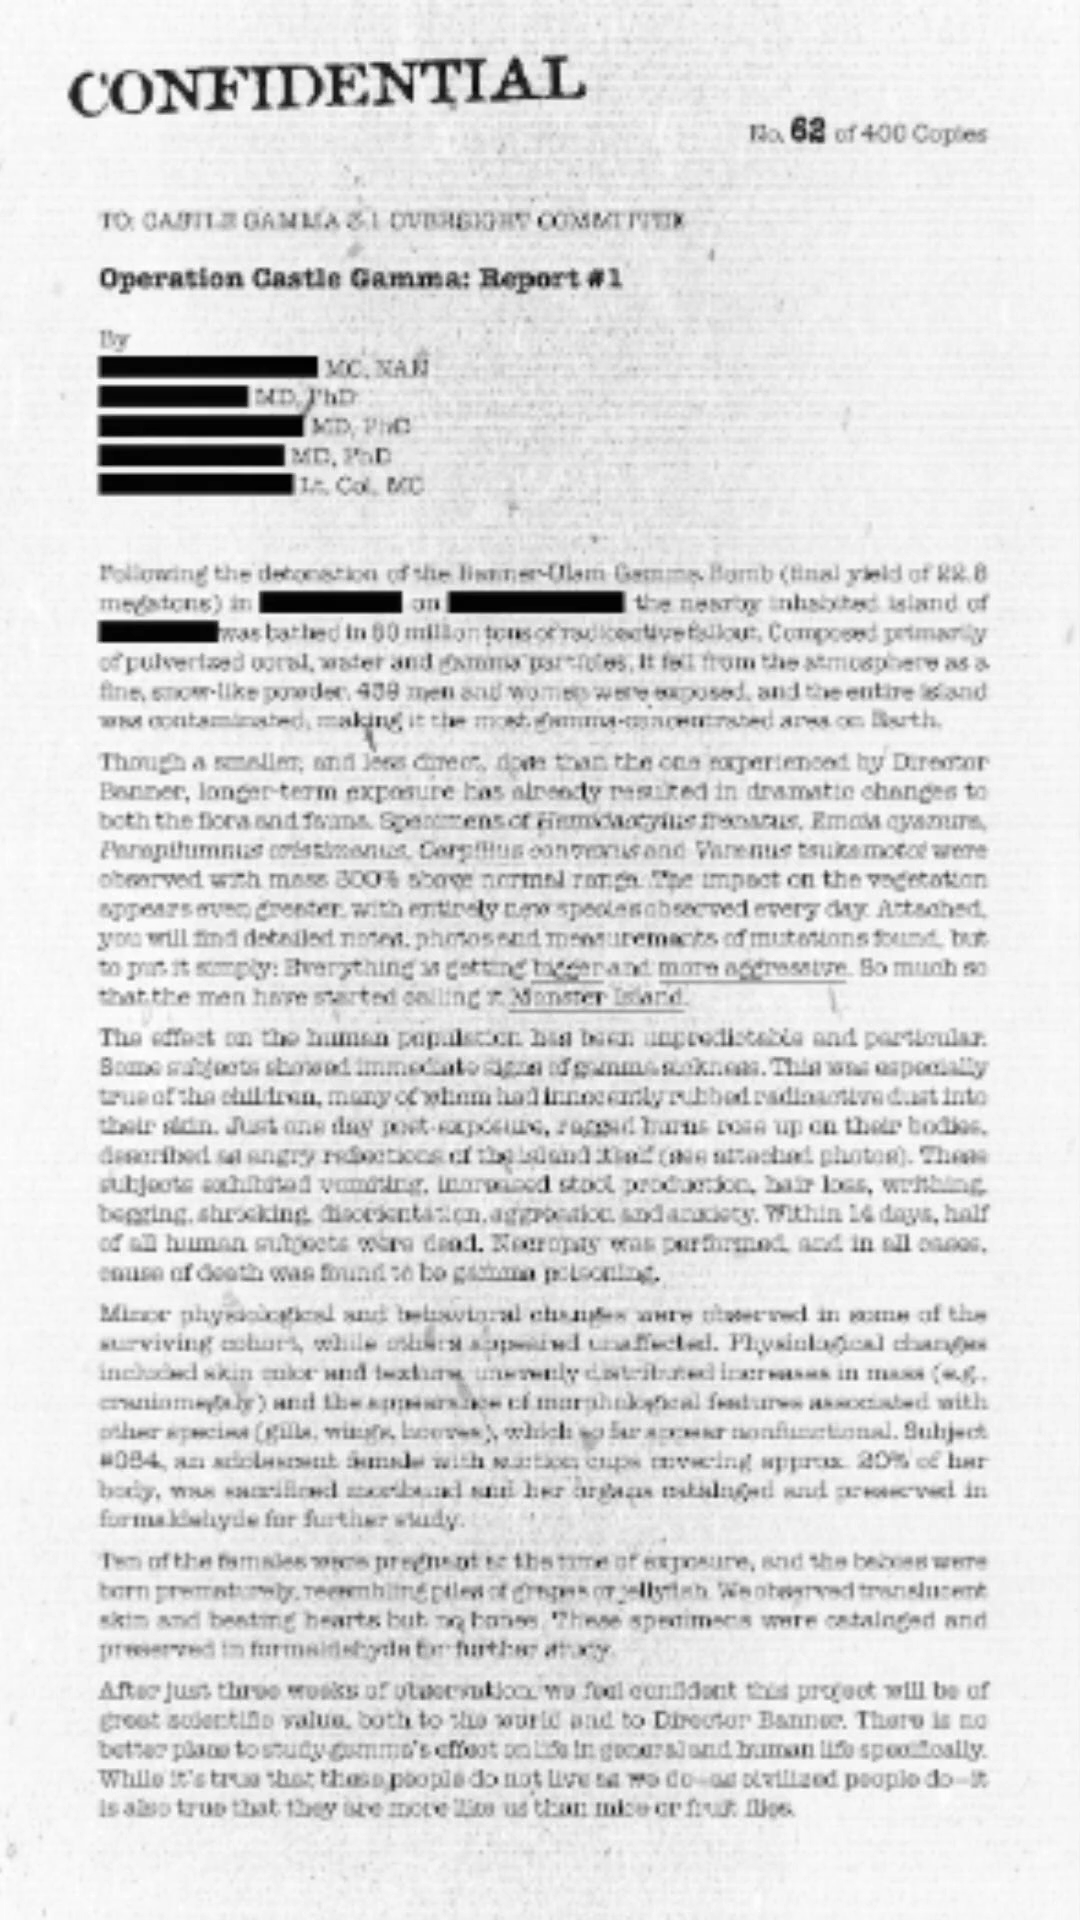 CONFIDENTIAL
No. 62 of 400 Copies
TO: CASTLE GAMMA 3.1 OVERSIGHT COMMITTEE
Operation Castle Gamma: Report #1
By
MC, NAN
MD, PhD
MD, PhD
MD, PhD
Lt. Col, MC
Following the detonation of the Banner-Ulam Gamma Bomb (final yield of 22.8
megatons) in on the nearby inhabited island of
was bathed in 80 million tons of radioactive fallout. Composed primarily
of pulverized coral, water and gamma particles, it fell from the atmosphere as a
fine, snow-like powder. 439 men and women were exposed, and the entire island
was contaminated, making it the most gamma-concentrated area on Earth.
Though a smaller, and less direct, dose than the one experienced by Director
Banner, longer-term exposure has already resulted in dramatic changes to
both the flora and fauna. Specimens of Hemidactylus frenatus, Emoia cyanura,
Parapilumnus cristimanus, Carpilius convexus and Varanus tsukamotoi were
observed with mass 300% above normal range. The impact on the vegetation
appears even greater, with entirely new species observed every day. Attached,
you will find detailed notes, photos and measurements of mutations found, but
to put it simply: Everything is getting bigger and more aggressive. So much so
that the men have started calling it Monster Island.
The effect on the human population has been unpredictable and particular.
Some subjects showed immediate signs of gamma sickness. This was especially
true of the children, many of whom had innocently rubbed radioactive dust into
their skin. Just one day post-exposure, ragged burns rose up on their bodies,
described as angry reflections of the island itself (see attached photos). These
subjects exhibited vomiting, increased stool production, hair loss, writhing,
begging, shrieking, disorientation, aggression and anxiety. Within 14 days, half
of all human subjects were dead. Necropsy was performed, and in all cases,
cause of death was found to be gamma poisoning.
Minor physiological and behavioral changes were observed in some of the
surviving cohort, while others appeared unaffected. Physiological changes
included skin color and texture, unevenly distributed increases in mass (e.g.,
craniomegaly) and the appearance of morphological features associated with
other species (gills, wings, hooves), which so far appear nonfunctional. Subject
#084, an adolescent female with suction cups covering approx. 20% of her
body, was sacrificed moribund and her organs cataloged and preserved in
formaldehyde for further study.
Ten of the females were pregnant at the time of exposure, and the babies were
born prematurely, resembling piles of grapes or jellyfish. We observed translucent
skin and beating hearts but no bones. These specimens were cataloged and
preserved in formaldehyde for further study.
After just three weeks of observation, we feel confident this project will be of
great scientific value, both to the world and to Director Banner. There is no
better place to study gamma's effect on life in general and human life specifically.
While it's true that these people do not live as we do—as civilized people do—it
is also true that they are more like us than mice or fruit flies.